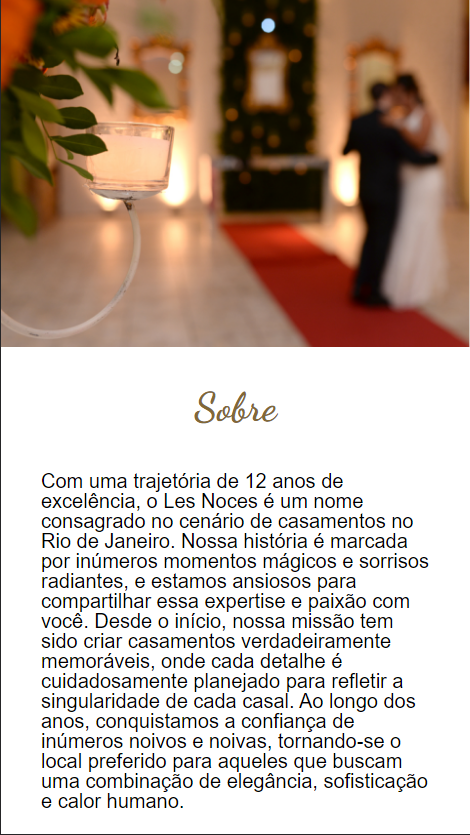 Sobre
Com uma trajetória de 12 anos de
excelência, o Les Noces é um nome
consagrado no cenário de casamentos no
Rio de Janeiro. Nossa história é marcada
por inúmeros momentos mágicos e sorrisos
radiantes, e estamos ansiosos para
compartilhar essa expertise e paixão com
você. Desde o início, nossa missão tem
sido criar casamentos verdadeiramente
memoráveis, onde cada detalhe é
cuidadosamente planejado para refletir a
singularidade de cada casal. Ao longo dos
anos, conquistamos a confiança de
inúmeros noivos e noivas, tornando-se o
local preferido para aqueles que buscam
uma combinação de elegância, sofisticação
e calor humano.